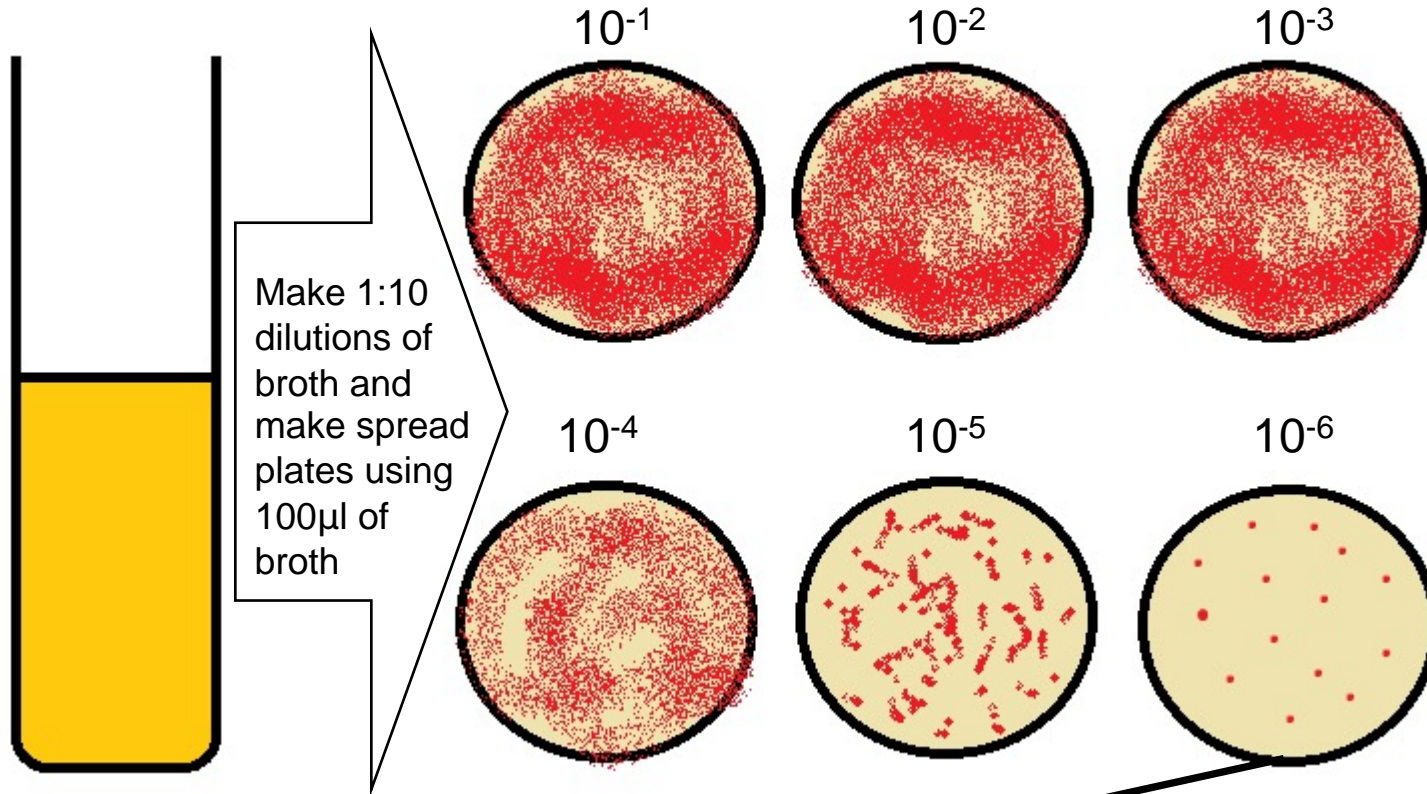 10-1 10-2 10-3
Make 1:10
dilutions of
broth and
make spread
plates using
100µl of
broth
10-4 10-5 10-6